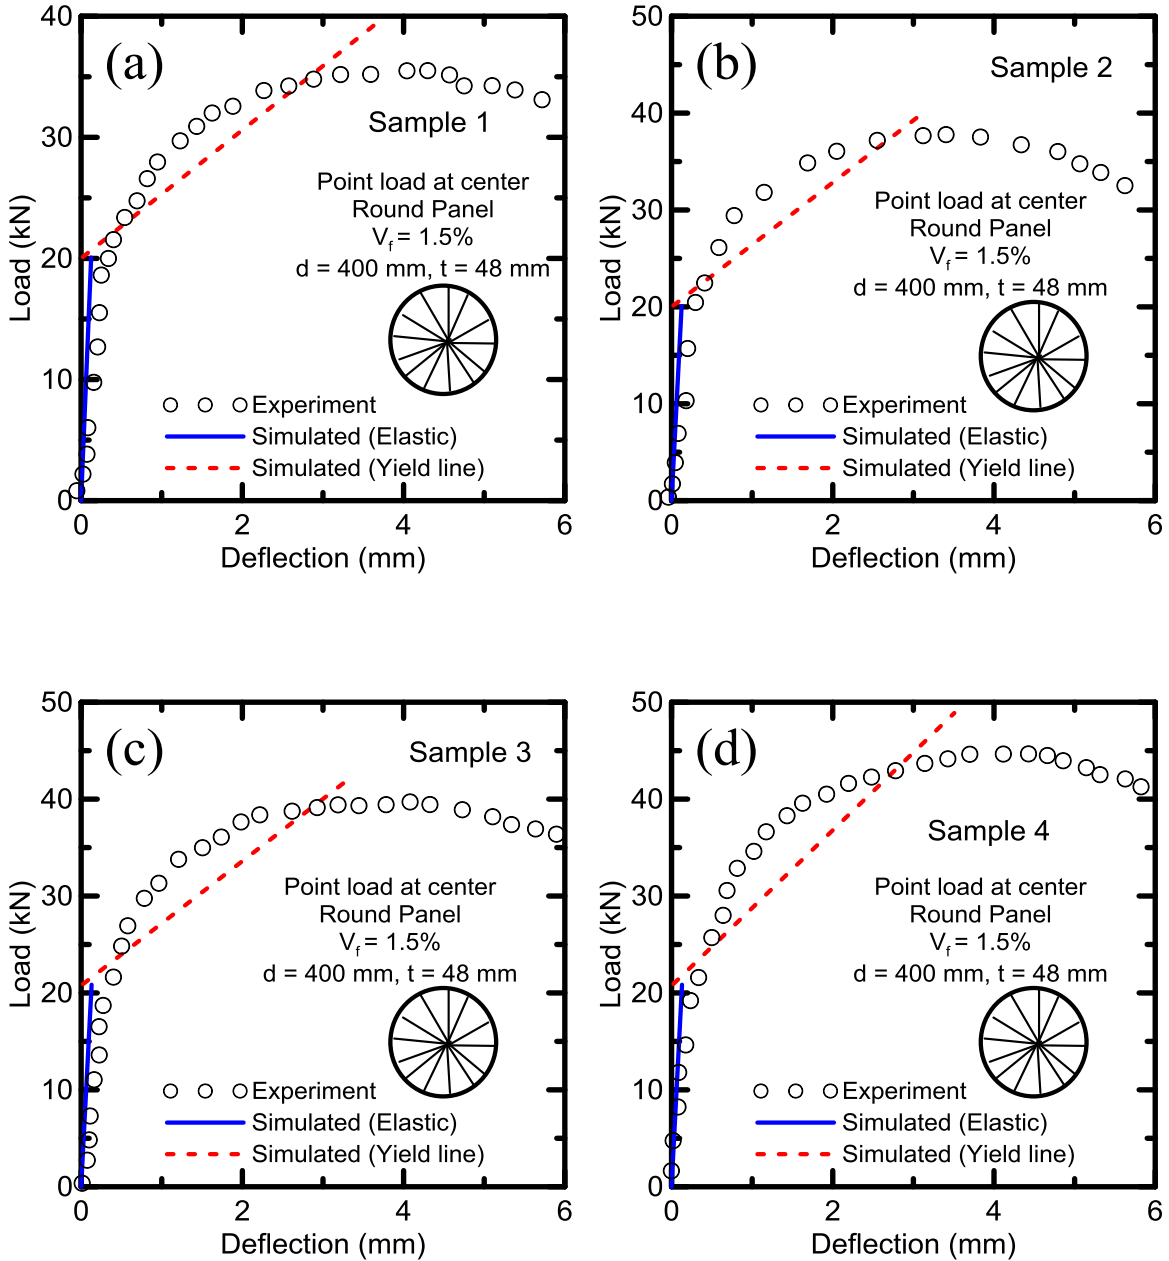 (a)
Sample 1
Point load at center
Round Panel
Vf = 1.5%
d = 400 mm, t = 48 mm
Experiment
Simulated (Elastic)
Simulated (Yield line)
40
30
20
10
0
Load (kN)
0 2 4 6
Deflection (mm)
(b)
Sample 2
Point load at center
Round Panel
Vf = 1.5%
d = 400 mm, t = 48 mm
Experiment
Simulated (Elastic)
Simulated (Yield line)
50
40
30
20
10
0
Load (kN)
0 2 4 6
Deflection (mm)
(c)
Sample 3
Point load at center
Round Panel
Vf = 1.5%
d = 400 mm, t = 48 mm
Experiment
Simulated (Elastic)
Simulated (Yield line)
50
40
30
20
10
0
Load (kN)
0 2 4 6
Deflection (mm)
(d)
Sample 4
Point load at center
Round Panel
Vf = 1.5%
d = 400 mm, t = 48 mm
Experiment
Simulated (Elastic)
Simulated (Yield line)
50
40
30
20
10
0
Load (kN)
0 2 4 6
Deflection (mm)